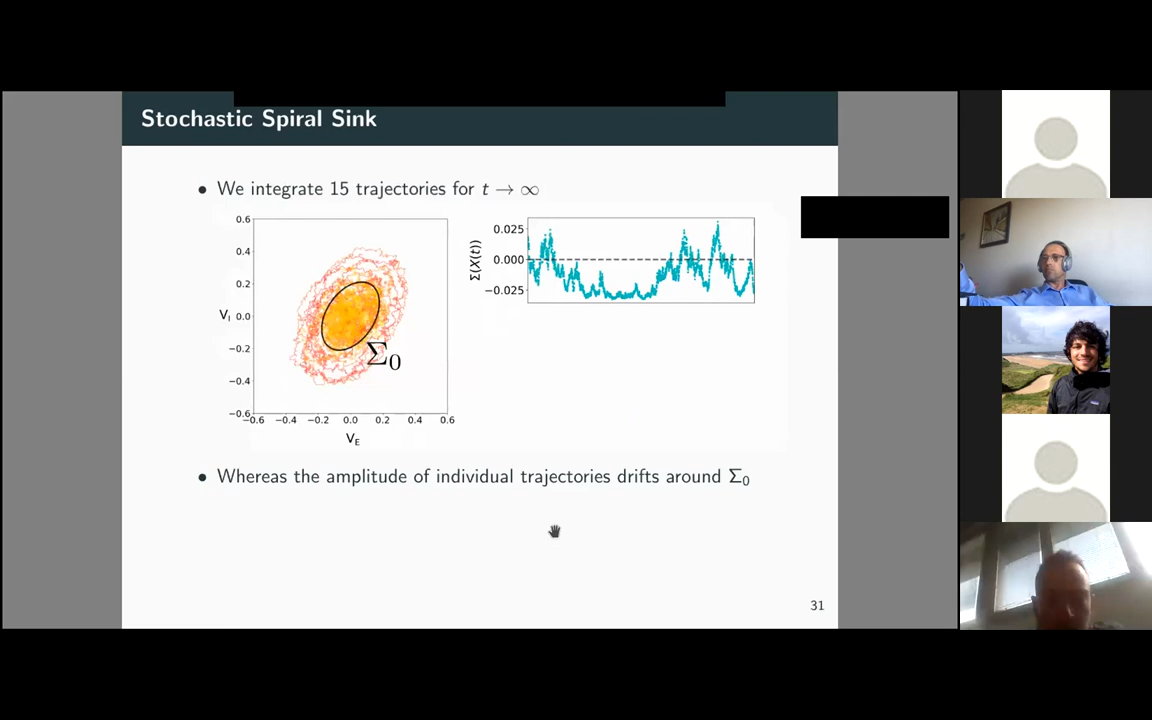 Stochastic Spiral Sink
• We integrate 15 trajectories for t → ∞
0.6
0.4
0.2
0.0
−0.2
−0.4
−0.6
V_I
−0.6 −0.4 −0.2 0.0 0.2 0.4 0.6
V_E
Σ₀
Σ(X(t))
0.025
0.000
−0.025
• Whereas the amplitude of individual trajectories drifts around Σ₀
31